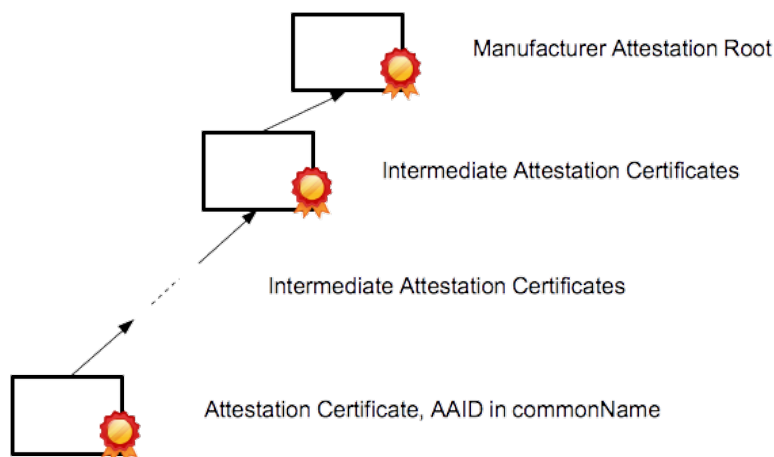 Manufacturer Attestation Root
Intermediate Attestation Certificates
Intermediate Attestation Certificates
Attestation Certificate, AAID in commonName